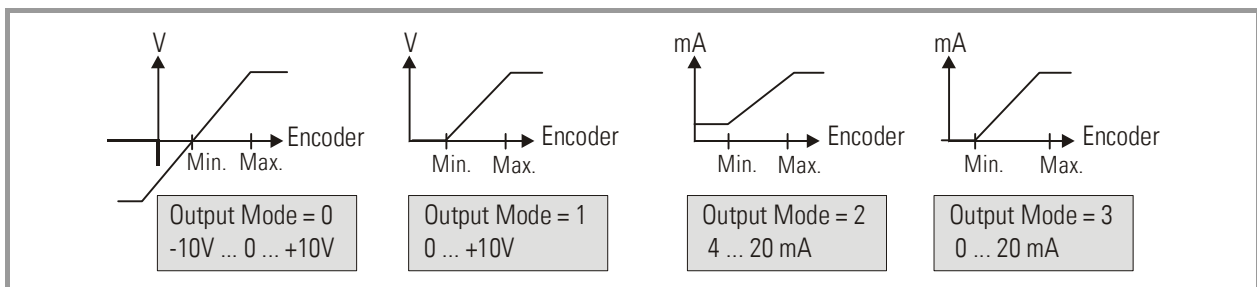 V
Encoder
Min. Max.
Output Mode = 0
-10V ... 0 ... +10V
V
Encoder
Min. Max.
Output Mode = 1
0 ... +10V
mA
Encoder
Min. Max.
Output Mode = 2
4 ... 20 mA
mA
Encoder
Min. Max.
Output Mode = 3
0 ... 20 mA